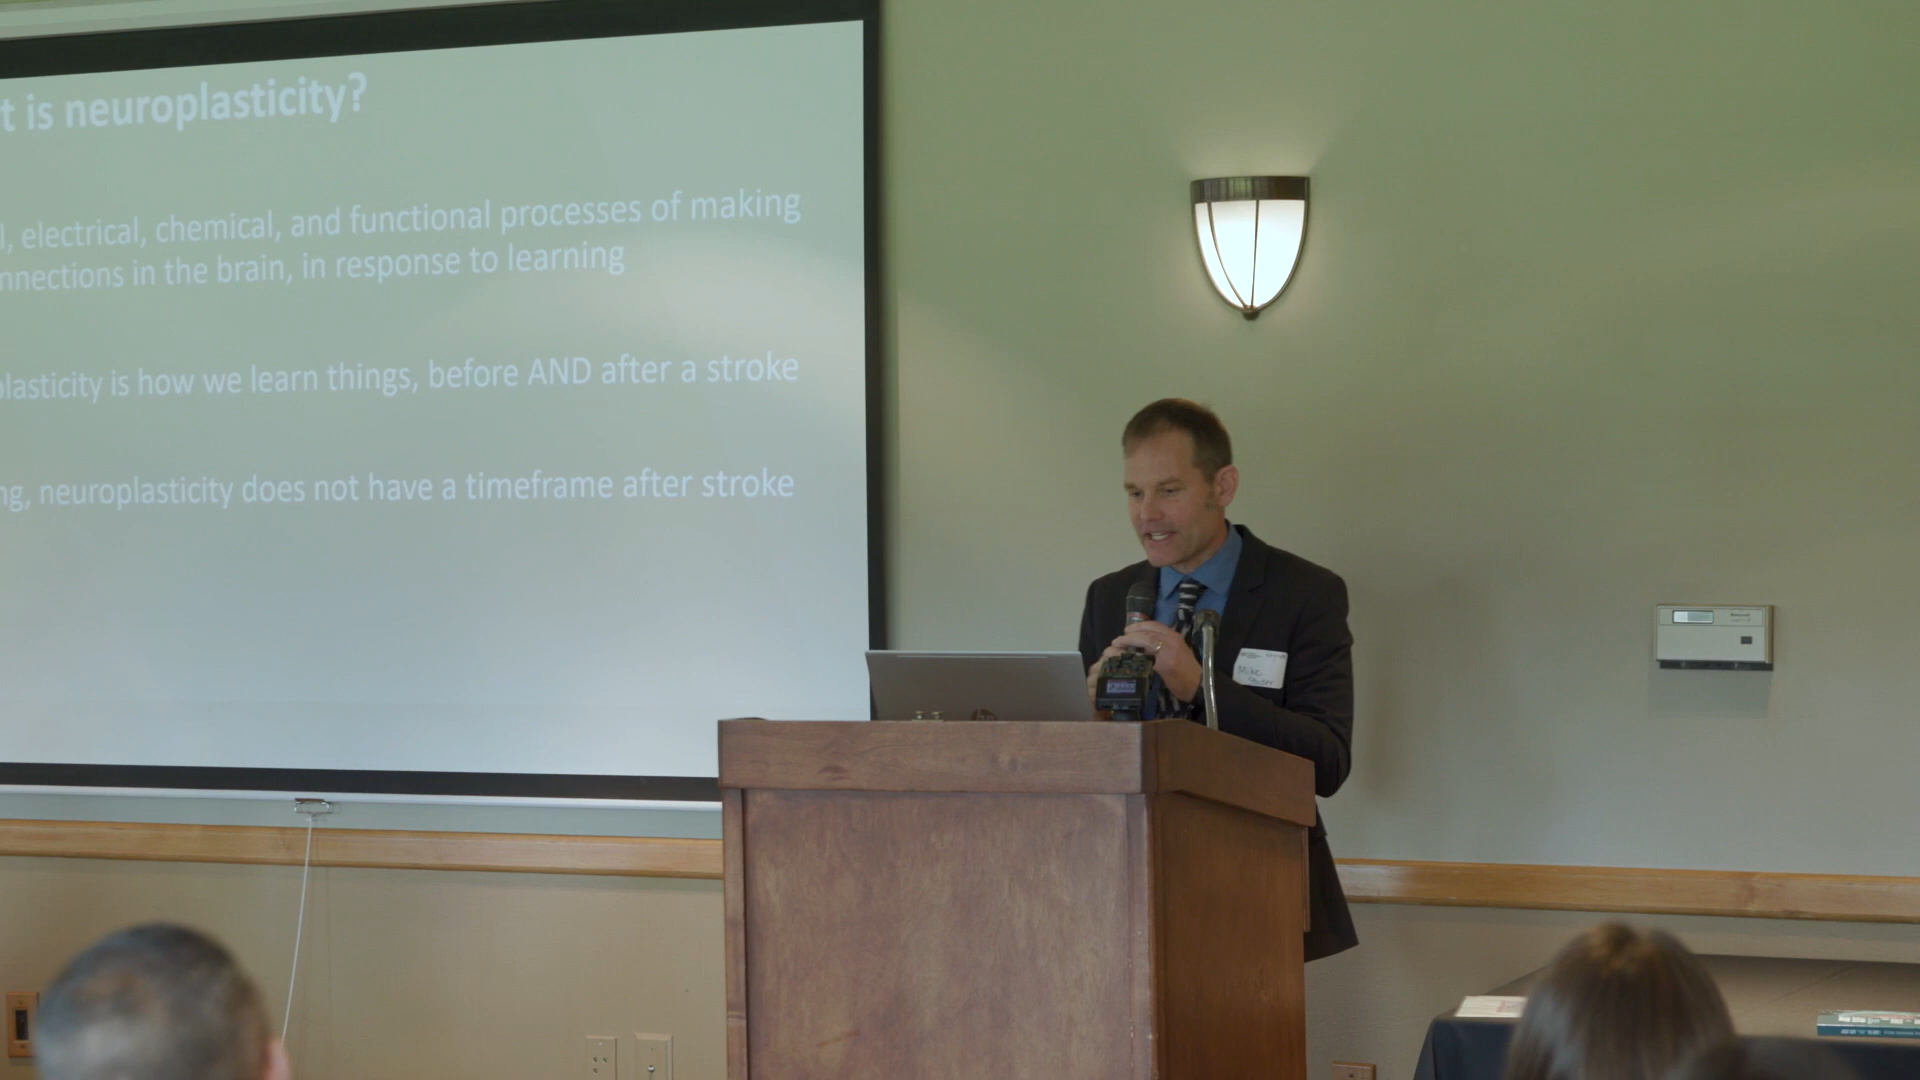 t is neuroplasticity?
l, electrical, chemical, and functional processes of making
nnections in the brain, in response to learning
plasticity is how we learn things, before AND after a stroke
ng, neuroplasticity does not have a timeframe after stroke
Mike
hp